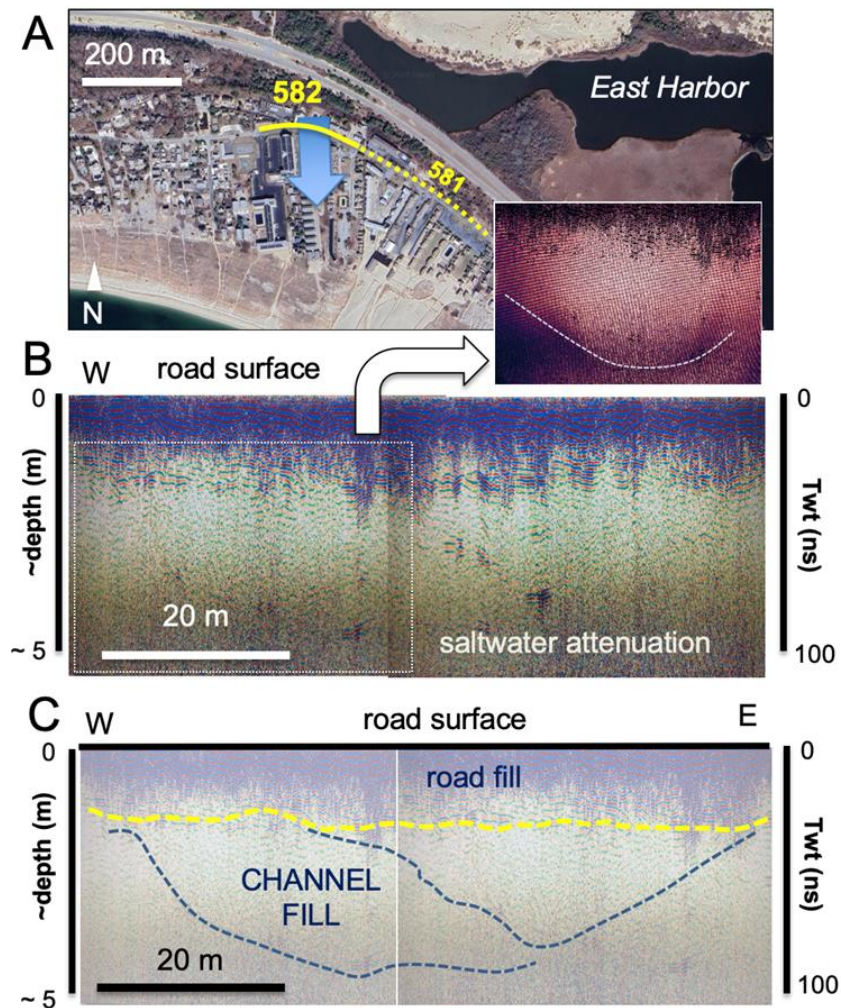 A
200 m
582
East Harbor
581
N
B
W
road surface
0
0
~depth (m)
Twt (ns)
20 m
saltwater attenuation
~ 5
100
C
W
road surface
E
0
0
road fill
~depth (m)
Twt (ns)
CHANNEL
FILL
20 m
~ 5
100